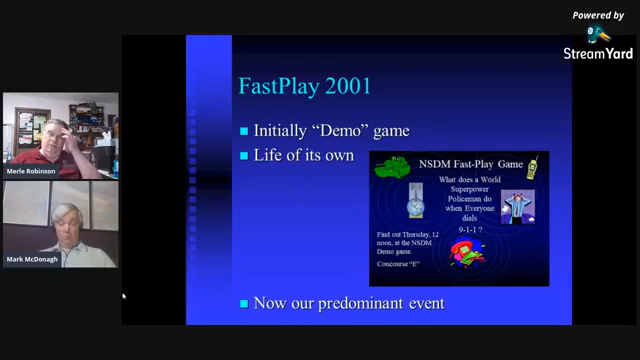 Powered by
StreamYard
FastPlay 2001
Initially “Demo” game
Life of its own
NSDM Fast-Play Game
What does a World
Superpower
Policeman do
when Everyone
dials
9-1-1 ?
Find out Thursday, 12
noon, at the NSDM
Demo game.
Concourse “E”
Now our predominant event
Merle Robinson
Mark McDonagh